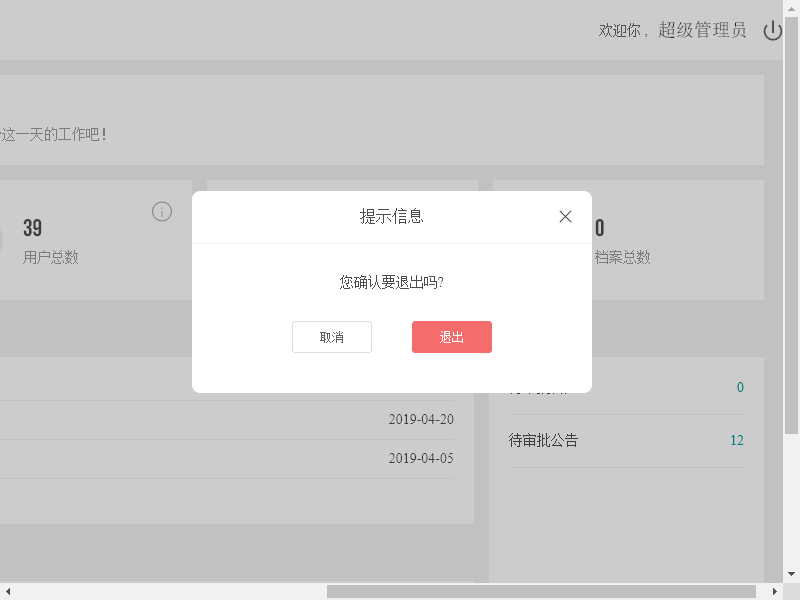 欢迎你，超级管理员
这一天的工作吧！
39
用户总数
0
档案总数
提示信息
您确认要退出吗?
取消
退出
0
2019-04-20
待审批公告
12
2019-04-05